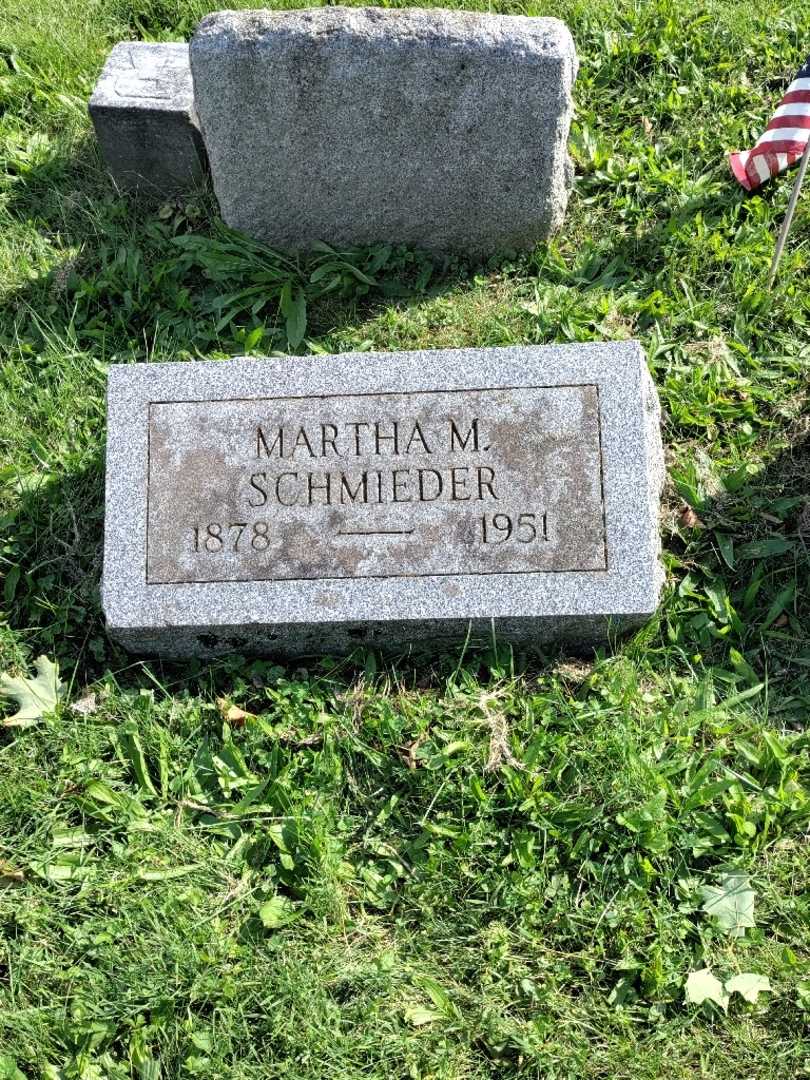 MARTHA M.
SCHMIEDER
1878 — 1951